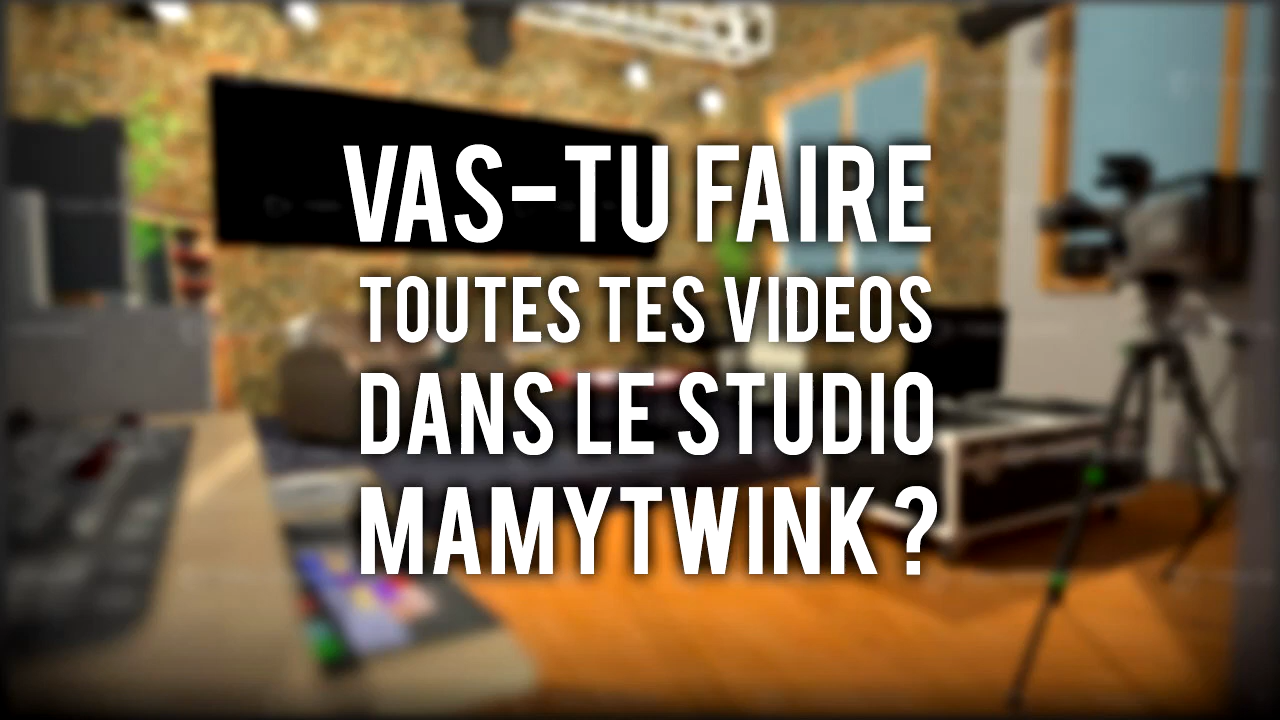 VAS-TU FAIRE
TOUTES TES VIDEOS
DANS LE STUDIO
MAMYTWINK ?